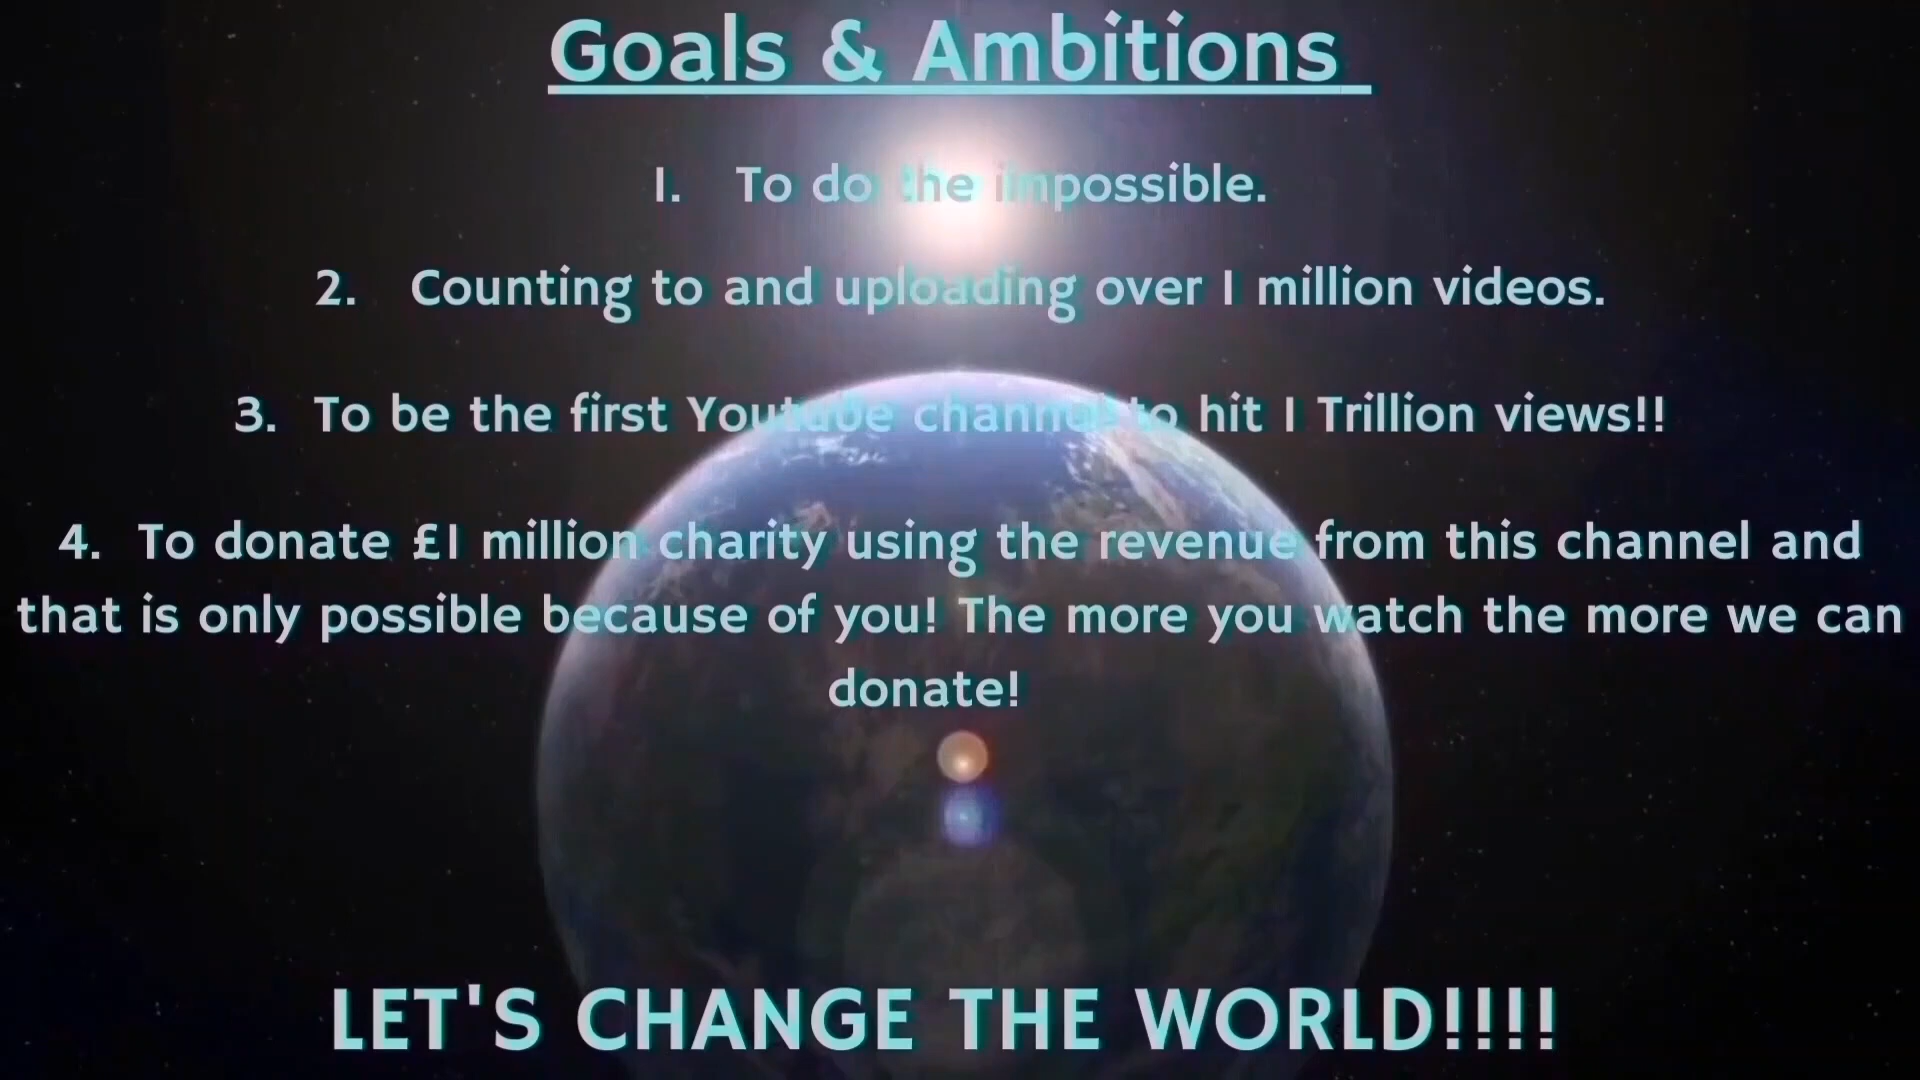 Goals & Ambitions
1. To do the impossible.
2. Counting to and uploading over 1 million videos.
3. To be the first Youtube channel to hit 1 Trillion views!!
4. To donate £1 million charity using the revenue from this channel and
that is only possible because of you! The more you watch the more we can
donate!
LET'S CHANGE THE WORLD!!!!